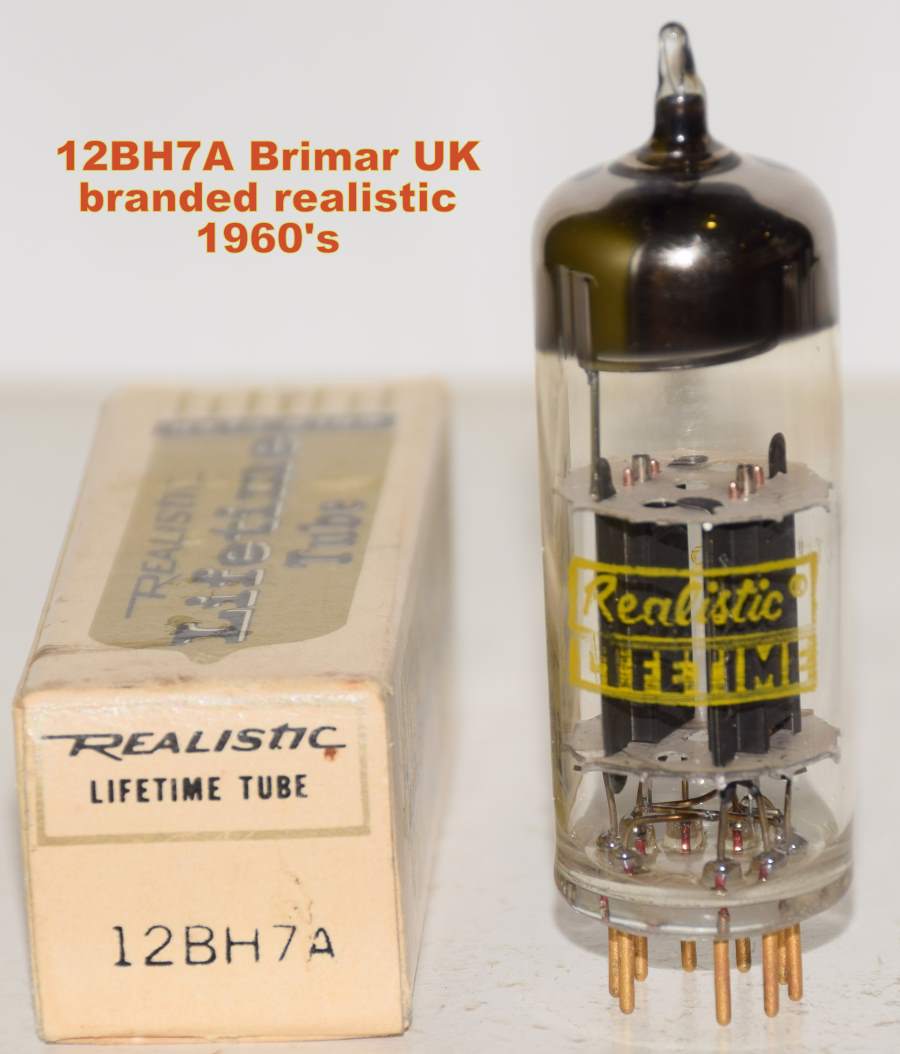 12BH7A Brimar UK
branded realistic
1960's
REALISTIC
Lifetime
Tube
REALISTIC
LIFETIME TUBE
12BH7A
Realistic®
LIFETIME